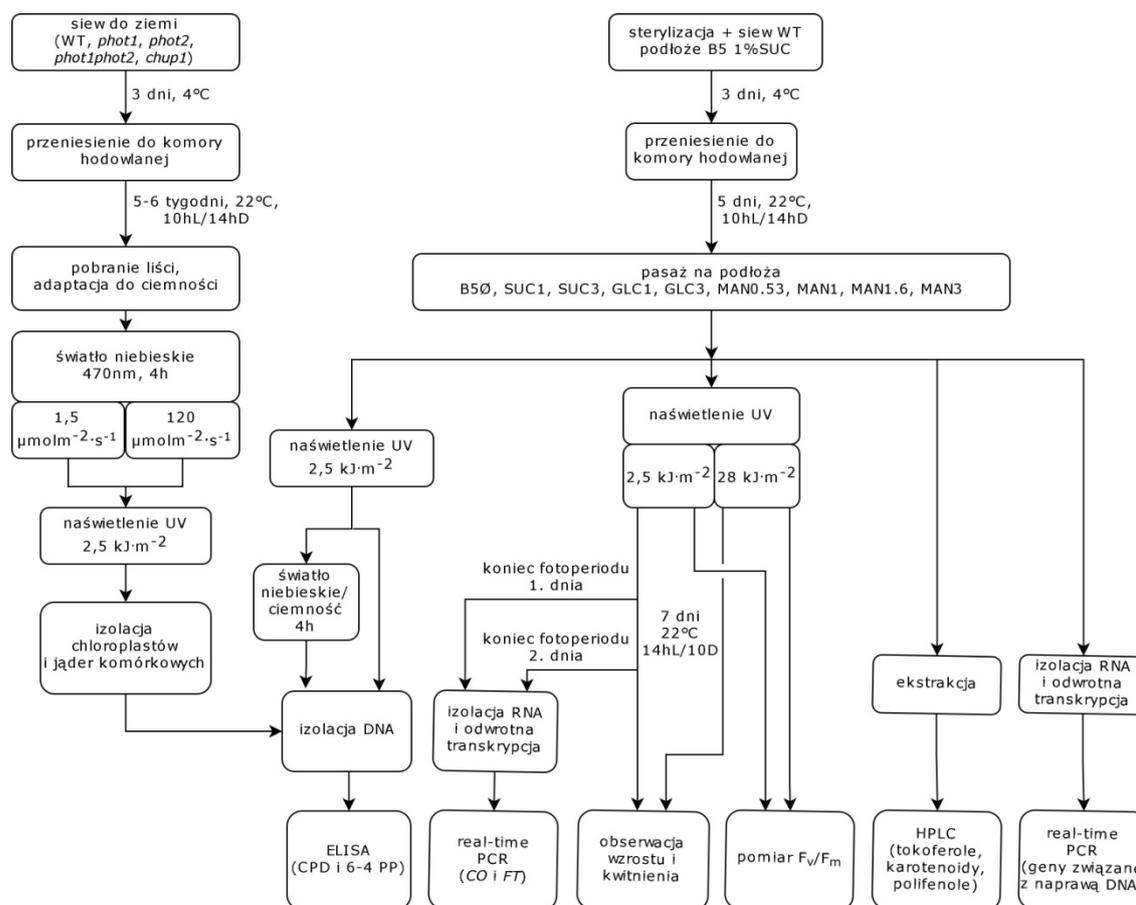 siew do ziemi
(WT, phot1, phot2,
phot1phot2, chup1)
3 dni, 4°C
przeniesienie do komory
hodowlanej
5-6 tygodni, 22°C,
10hL/14hD
pobranie liści,
adaptacja do ciemności
światło niebieskie
470nm, 4h
1,5
μmolm⁻²·s⁻¹
120
μmolm⁻²·s⁻¹
naświetlenie UV
2,5 kJ·m⁻²
izolacja
chloroplastów
i jąder komórkowych
sterylizacja + siew WT
podłoże B5 1%SUC
3 dni, 4°C
przeniesienie do
komory hodowlanej
5 dni, 22°C,
10hL/14hD
pasaż na podłoża
B5Ø, SUC1, SUC3, GLC1, GLC3, MAN0.53, MAN1, MAN1.6, MAN3
naświetlenie UV
2,5 kJ·m⁻²
światło
niebieskie/
ciemność
4h
izolacja DNA
ELISA
(CPD i 6-4 PP)
naświetlenie UV
2,5 kJ·m⁻²
28 kJ·m⁻²
koniec fotoperiodu
1. dnia
koniec fotoperiodu
2. dnia
7 dni
22°C
14hL/10D
izolacja RNA
i odwrotna
transkrypcja
real-time
PCR
(CO i FT)
obserwacja
wzrostu i
kwitnienia
pomiar Fᵥ/Fₘ
ekstrakcja
HPLC
(tokoferole,
karotenoidy,
polifenole)
izolacja RNA
i odwrotna
transkrypcja
real-time
PCR
(geny związane
z naprawą DNA)